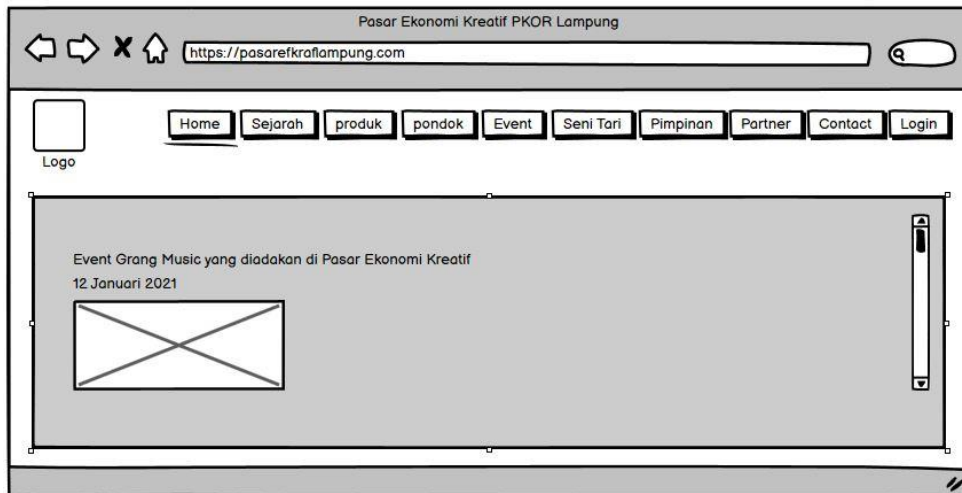 Pasar Ekonomi Kreatif PKOR Lampung
https://pasarefkraflampung.com
Logo
Home Sejarah produk pondok Event Seni Tari Pimpinan Partner Contact Login
Event Grang Music yang diadakan di Pasar Ekonomi Kreatif
12 Januari 2021